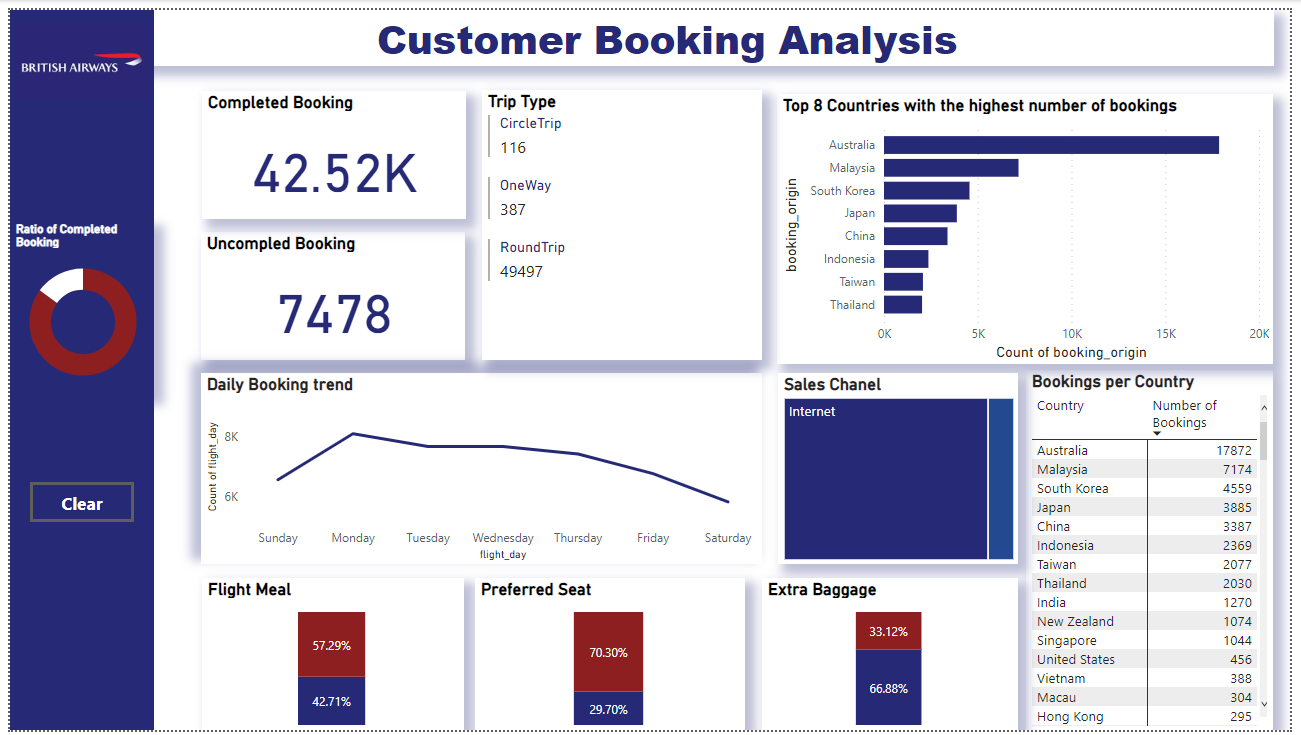 Customer Booking Analysis
BRITISH AIRWAYS
Ratio of Completed
Booking
Clear
Completed Booking
42.52K
Uncompled Booking
7478
Trip Type
CircleTrip
116
OneWay
387
RoundTrip
49497
Top 8 Countries with the highest number of bookings
booking_origin
Australia
Malaysia
South Korea
Japan
China
Indonesia
Taiwan
Thailand
0K 5K 10K 15K 20K
Count of booking_origin
Daily Booking trend
Count of flight_day
8K
6K
Sunday Monday Tuesday Wednesday Thursday Friday Saturday
flight_day
Sales Chanel
Internet
Bookings per Country
Country Number of
Bookings
Australia 17872
Malaysia 7174
South Korea 4559
Japan 3885
China 3387
Indonesia 2369
Taiwan 2077
Thailand 2030
India 1270
New Zealand 1074
Singapore 1044
United States 456
Vietnam 388
Macau 304
Hong Kong 295
Flight Meal
57.29%
42.71%
Preferred Seat
70.30%
29.70%
Extra Baggage
33.12%
66.88%